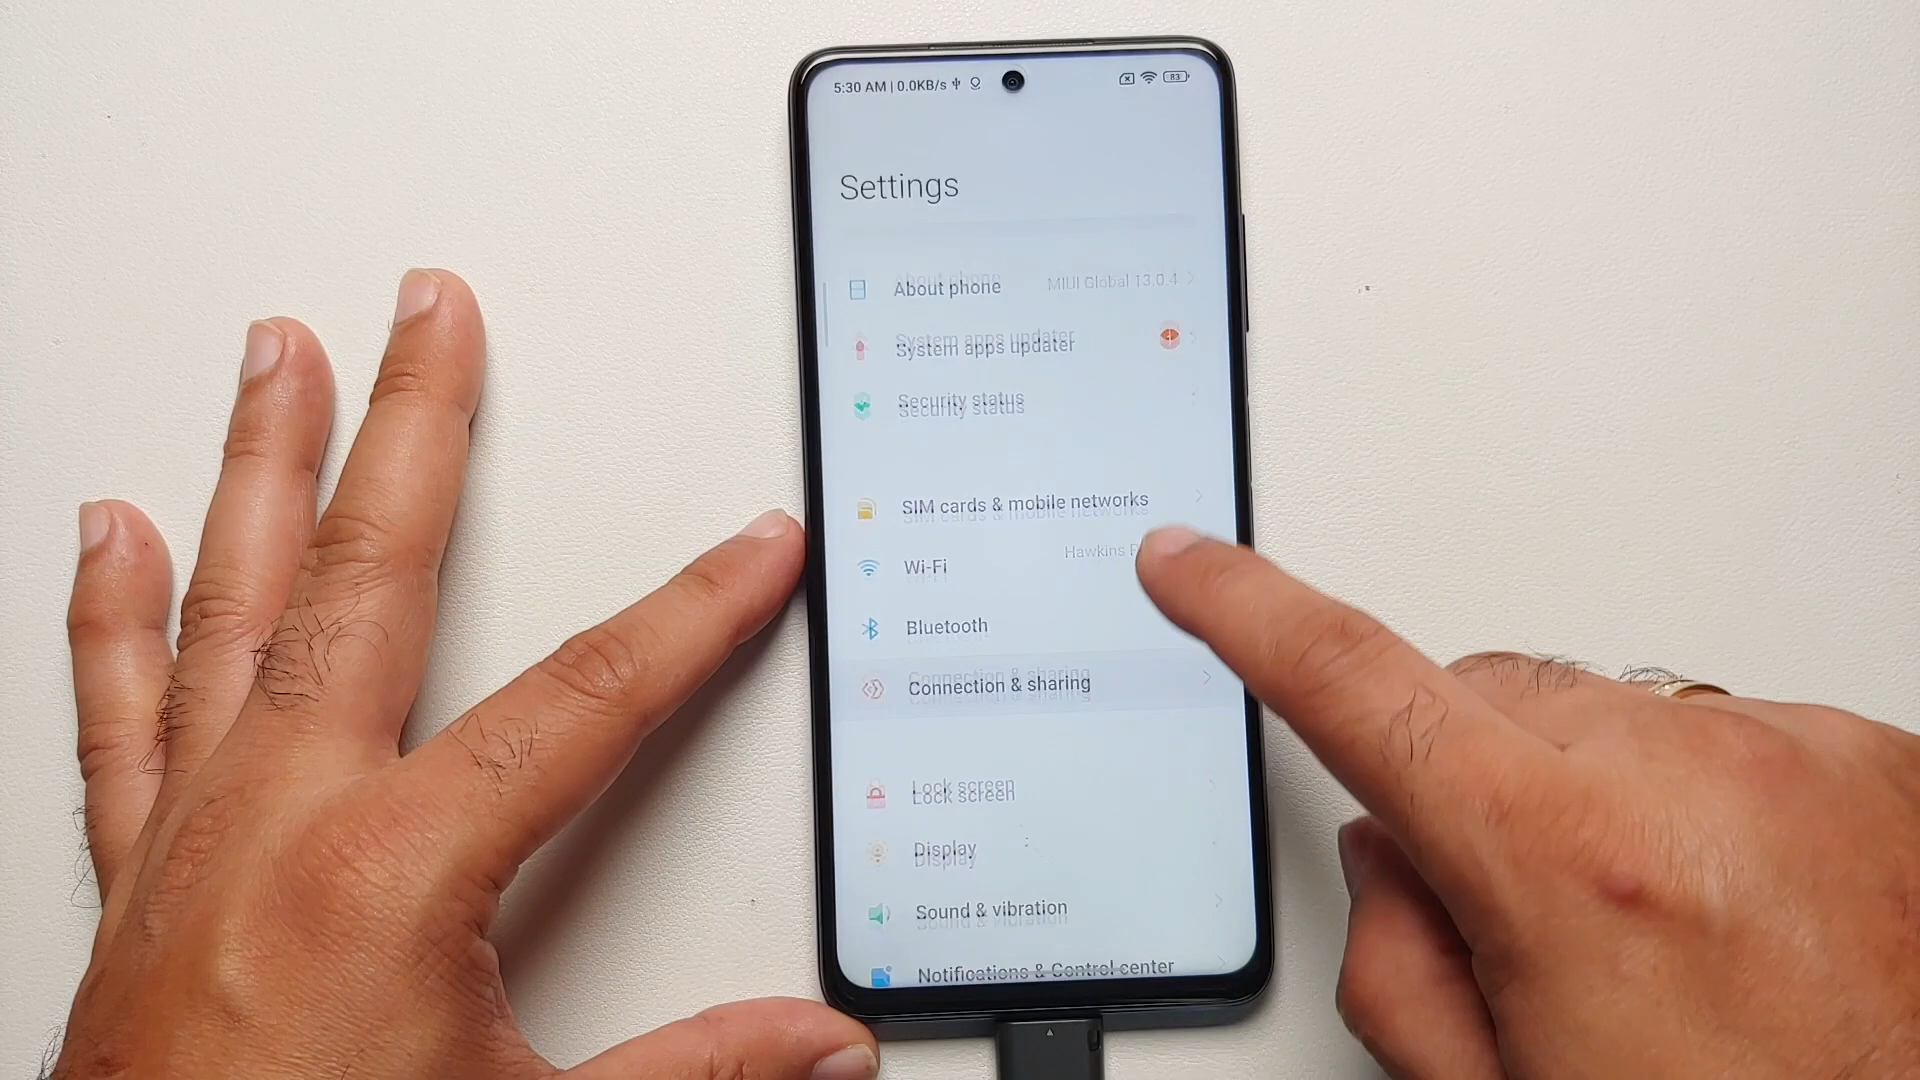 5:30 AM | 0.0KB/s
83
Settings
About phone MIUI Global 13.0.4
System apps updater
Security status
SIM cards & mobile networks
Wi-Fi Hawkins
Bluetooth
Connection & sharing
Lock screen
Display
Sound & vibration
Notifications & Control center